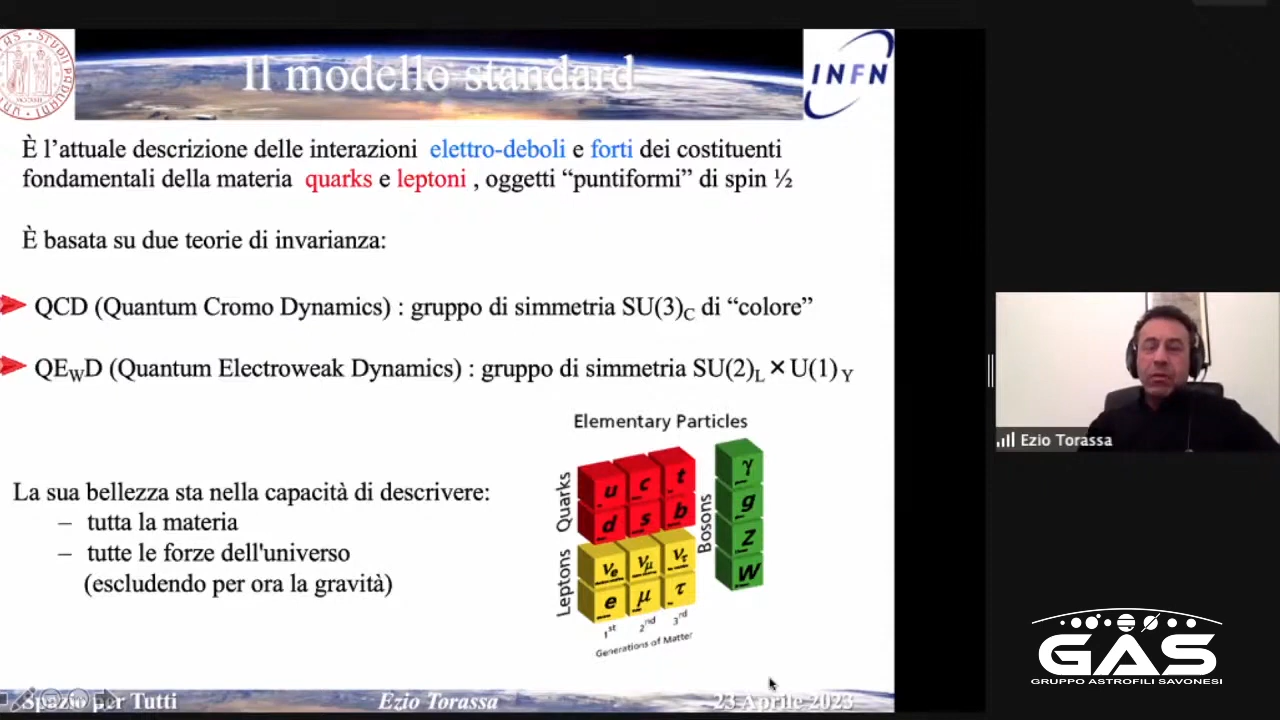 Il modello standard
INFN
È l'attuale descrizione delle interazioni elettro-deboli e forti dei costituenti
fondamentali della materia quarks e leptoni , oggetti “puntiformi” di spin ½
È basata su due teorie di invarianza:
QCD (Quantum Cromo Dynamics) : gruppo di simmetria SU(3)C di “colore”
QEWD (Quantum Electroweak Dynamics) : gruppo di simmetria SU(2)L × U(1) Y
La sua bellezza sta nella capacità di descrivere:
– tutta la materia
– tutte le forze dell'universo
(escludendo per ora la gravità)
Elementary Particles
Quarks
u c t
d s b
Leptons
νe νμ ντ
e μ τ
1st 2nd 3rd
Generations of Matter
Bosons
γ
g
Z
W
Spazio per Tutti
Ezio Torassa
23 Aprile 2023
Ezio Torassa
GAS
GRUPPO ASTROFILI SAVONESI